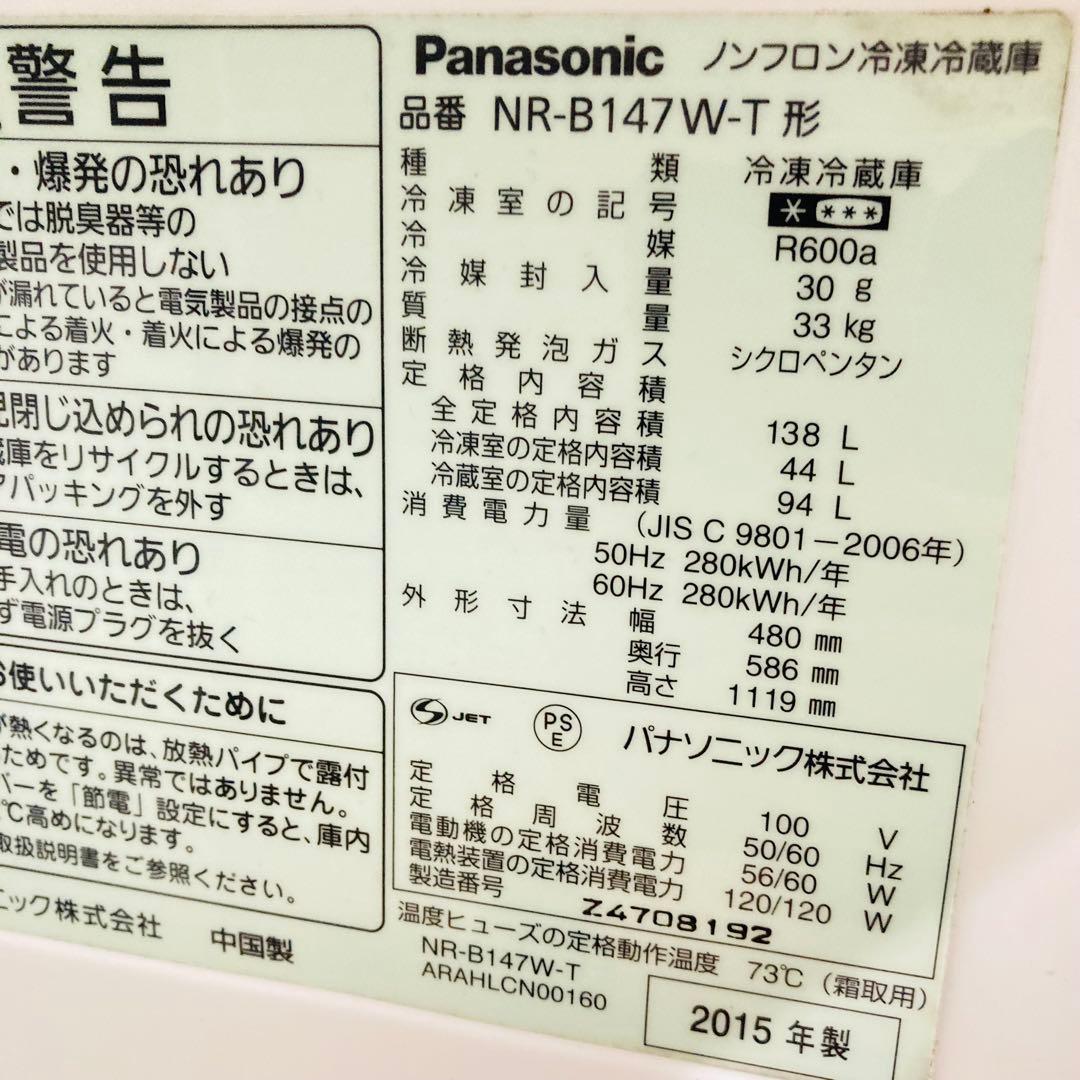 警告
・爆発の恐れあり
では脱臭器等の
製品を使用しない
が漏れていると電気製品の接点の
による着火・着火による爆発の
があります
閉じ込められの恐れあり
蔵庫をリサイクルするときは、
アパッキングを外す
電の恐れあり
手入れのときは、
ず電源プラグを抜く
お使いいただくために
が熱くなるのは、放熱パイプで露付
ためです。異常ではありません。
バーを「節電」設定にすると、庫内
℃高めになります。
取扱説明書をご参照ください。
ニック株式会社 中国製
Panasonic ノンフロン冷凍冷蔵庫
品番 NR-B147W-T形
種類 冷凍冷蔵庫
冷凍室の記号 * ***
冷媒 R600a
冷媒封入量 30 g
質量 33 kg
断熱発泡ガス シクロペンタン
定格内容積
全定格内容積 138 L
冷凍室の定格内容積 44 L
冷蔵室の定格内容積 94 L
消費電力量 (JIS C 9801-2006年)
50Hz 280kWh/年
60Hz 280kWh/年
外形寸法 幅 480 mm
奥行 586 mm
高さ 1119 mm
S JET PSE パナソニック株式会社
定格電圧 100 V
定格周波数 50/60 Hz
電動機の定格消費電力 56/60 W
電熱装置の定格消費電力 120/120 W
製造番号 Z4708192
温度ヒューズの定格動作温度 73℃ (霜取用)
NR-B147W-T
ARAHLCN00160
2015年製